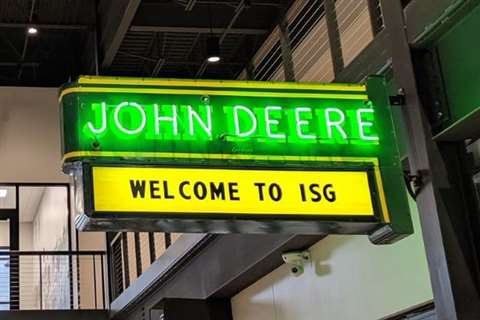 JOHN DEERE
WELCOME TO ISG